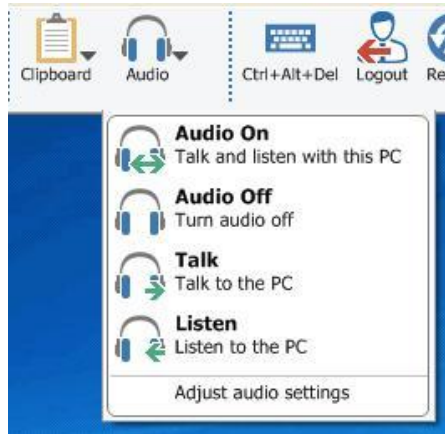 Clipboard Audio Ctrl+Alt+Del Logout Re
Audio On
Talk and listen with this PC
Audio Off
Turn audio off
Talk
Talk to the PC
Listen
Listen to the PC
Adjust audio settings